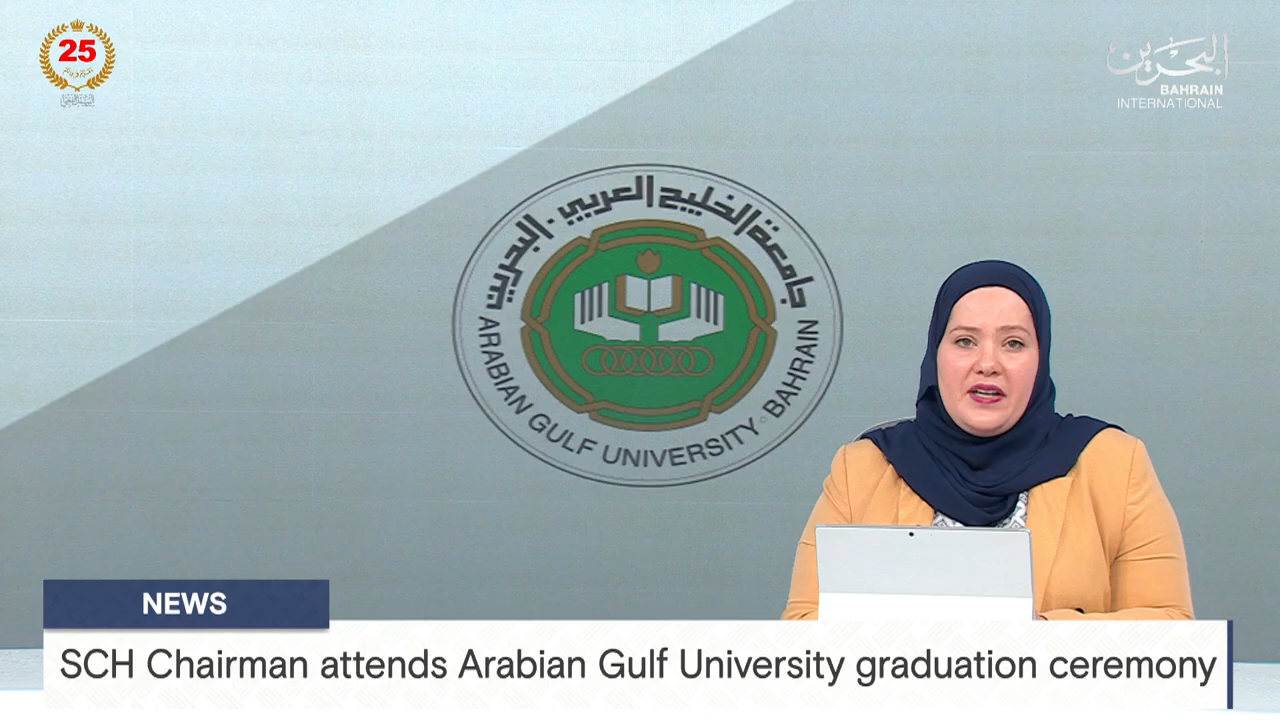 25
البحرين
BAHRAIN
INTERNATIONAL
جامعة الخليج العربي · البحرين
ARABIAN GULF UNIVERSITY ◦ BAHRAIN
NEWS
SCH Chairman attends Arabian Gulf University graduation ceremony